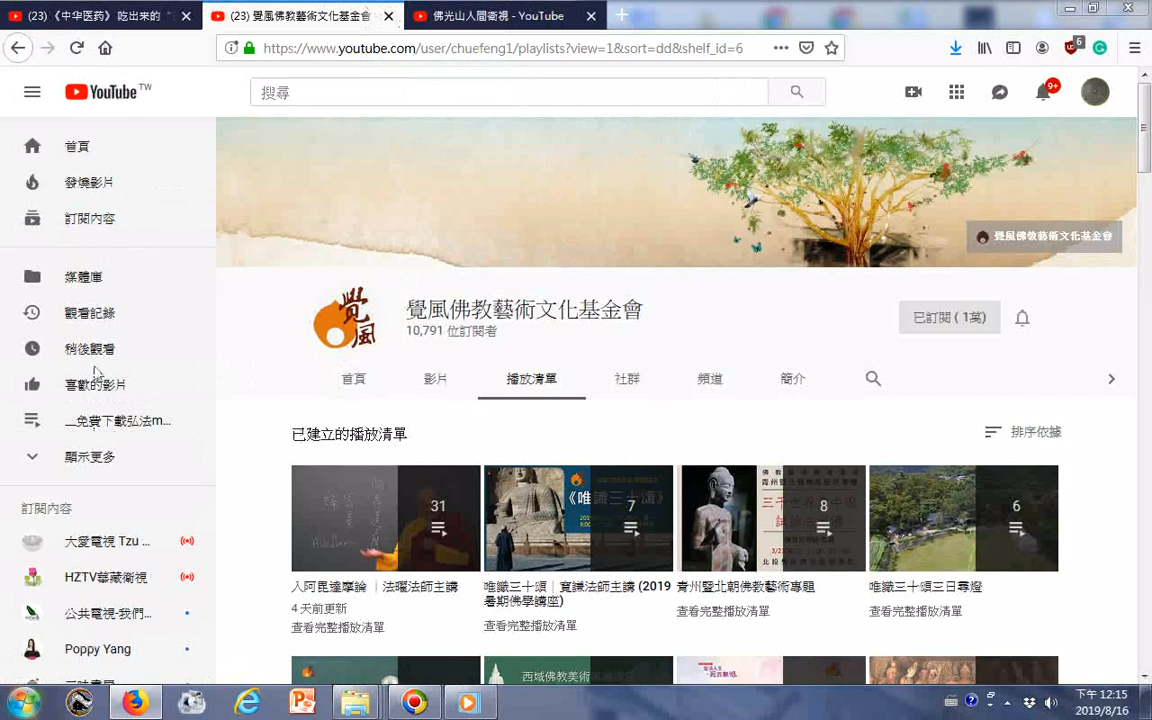 (23) 《中华医药》 吃出来的
(23) 覺風佛教藝術文化基金會
佛光山人間衛視 - YouTube
https://www.youtube.com/user/chuefeng1/playlists?view=1&sort=dd&shelf_id=6
6
YouTube TW
搜尋
9+
首頁
發燒影片
訂閱內容
媒體庫
觀看記錄
稍後觀看
喜歡的影片
__免費下載弘法m...
顯示更多
訂閱內容
大愛電視 Tzu ...
HZTV華藏衛視
公共電視-我們...
Poppy Yang
覺風佛教藝術文化基金會
覺風
覺風佛教藝術文化基金會
10,791 位訂閱者
已訂閱 ( 1萬)
首頁
影片
播放清單
社群
頻道
簡介
已建立的播放清單
排序依據
31
《唯識三十頌》
7
8
6
入阿毘達摩論 │法曜法師主講
4 天前更新
查看完整播放清單
唯識三十頌│寬謙法師主講 (2019
暑期佛學講座)
查看完整播放清單
青州暨北朝佛教藝術專題
查看完整播放清單
唯識三十頌三日尋燈
查看完整播放清單
西域佛教美術
下午 12:15
2019/8/16